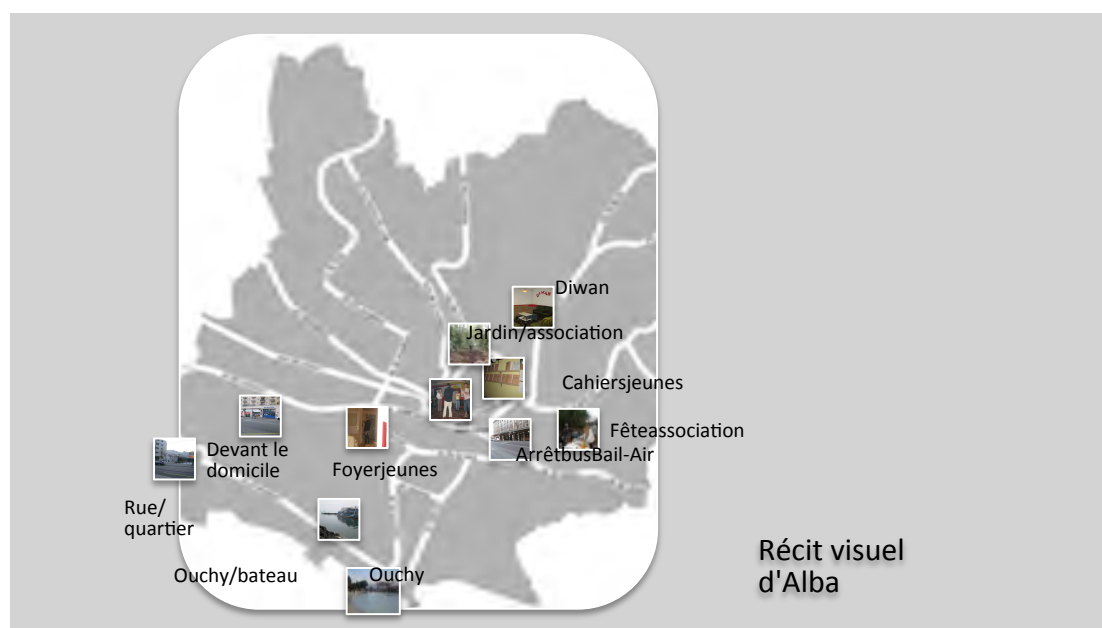 Diwan
Jardin/association
Cahiersjeunes
Fêteassociation
ArrêtbusBail-Air
Devant le
domicile
Foyerjeunes
Rue/
quartier
Ouchy/bateau
Ouchy
Récit visuel
d'Alba